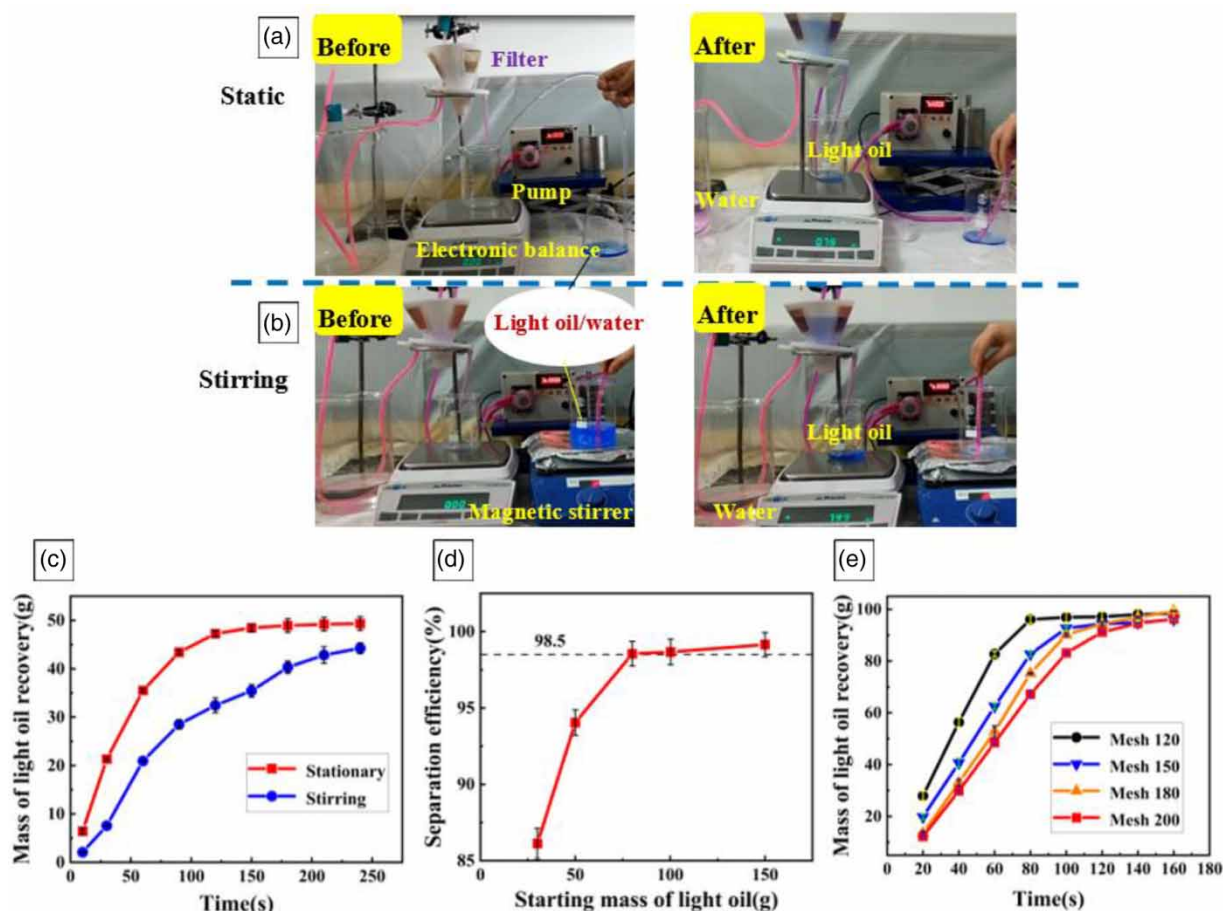 (a)
Static
Before
Filter
Pump
Electronic balance
After
Light oil
Water
(b)
Stirring
Before
Light oil/water
Magnetic stirrer
000
After
Light oil
Water
(c)
Mass of light oil recovery(g)
50
40
30
20
10
0
Stationary
Stirring
0 50 100 150 200 250
Time(s)
(d)
Separation efficiency(%)
100
95
90
85
98.5
0 50 100 150
Starting mass of light oil(g)
(e)
Mass of light oil recovery(g)
100
80
60
40
20
Mesh 120
Mesh 150
Mesh 180
Mesh 200
0 20 40 60 80 100 120 140 160 180
Time(s)